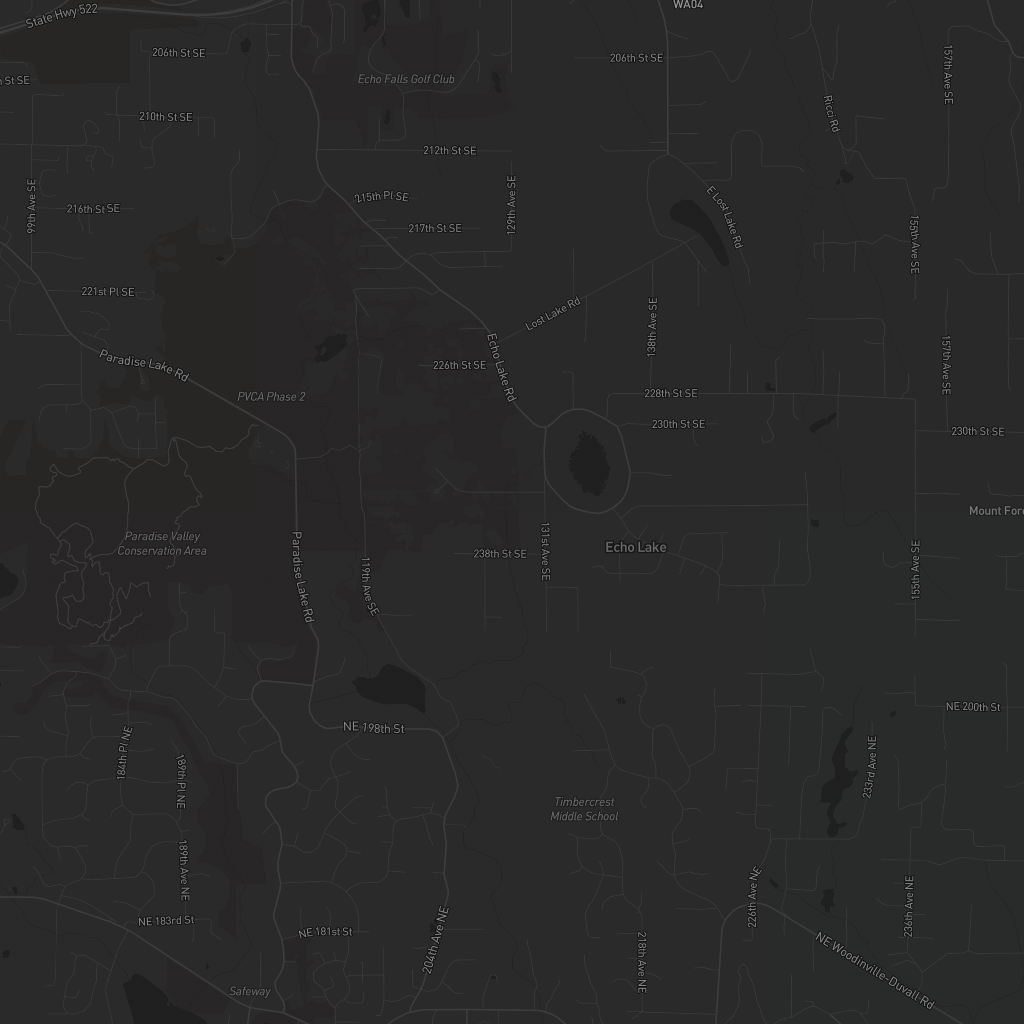 WA04
State Hwy 522
206th St SE
206th St SE
Echo Falls Golf Club
h St SE
157th Ave SE
Ricci Rd
210th St SE
212th St SE
99th Ave SE
216th St SE
215th Pl SE
129th Ave SE
217th St SE
E Lost Lake Rd
155th Ave SE
221st Pl SE
Lost Lake Rd
138th Ave SE
Paradise Lake Rd
226th St SE
Echo Lake Rd
157th Ave SE
PVCA Phase 2
228th St SE
230th St SE
230th St SE
Mount Fore
Paradise Valley
Conservation Area
Paradise Lake Rd
119th Ave SE
238th St SE
131st Ave SE
Echo Lake
155th Ave SE
NE 200th St
NE 198th St
184th Pl NE
189th Pl NE
233rd Ave NE
Timbercrest
Middle School
189th Ave NE
NE 183rd St
NE 181st St
204th Ave NE
218th Ave NE
226th Ave NE
236th Ave NE
NE Woodinville-Duvall Rd
Safeway